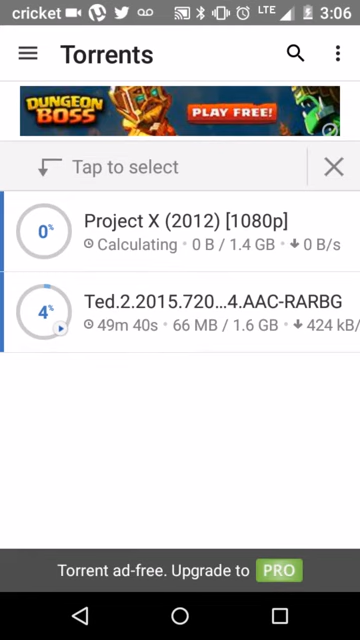 cricket LTE 3:06
Torrents
DUNGEON BOSS PLAY FREE!
Tap to select
0% Project X (2012) [1080p]
Calculating • 0 B / 1.4 GB • 0 B/s
4% Ted.2.2015.720...4.AAC-RARBG
49m 40s • 66 MB / 1.6 GB • 424 kB/
Torrent ad-free. Upgrade to PRO